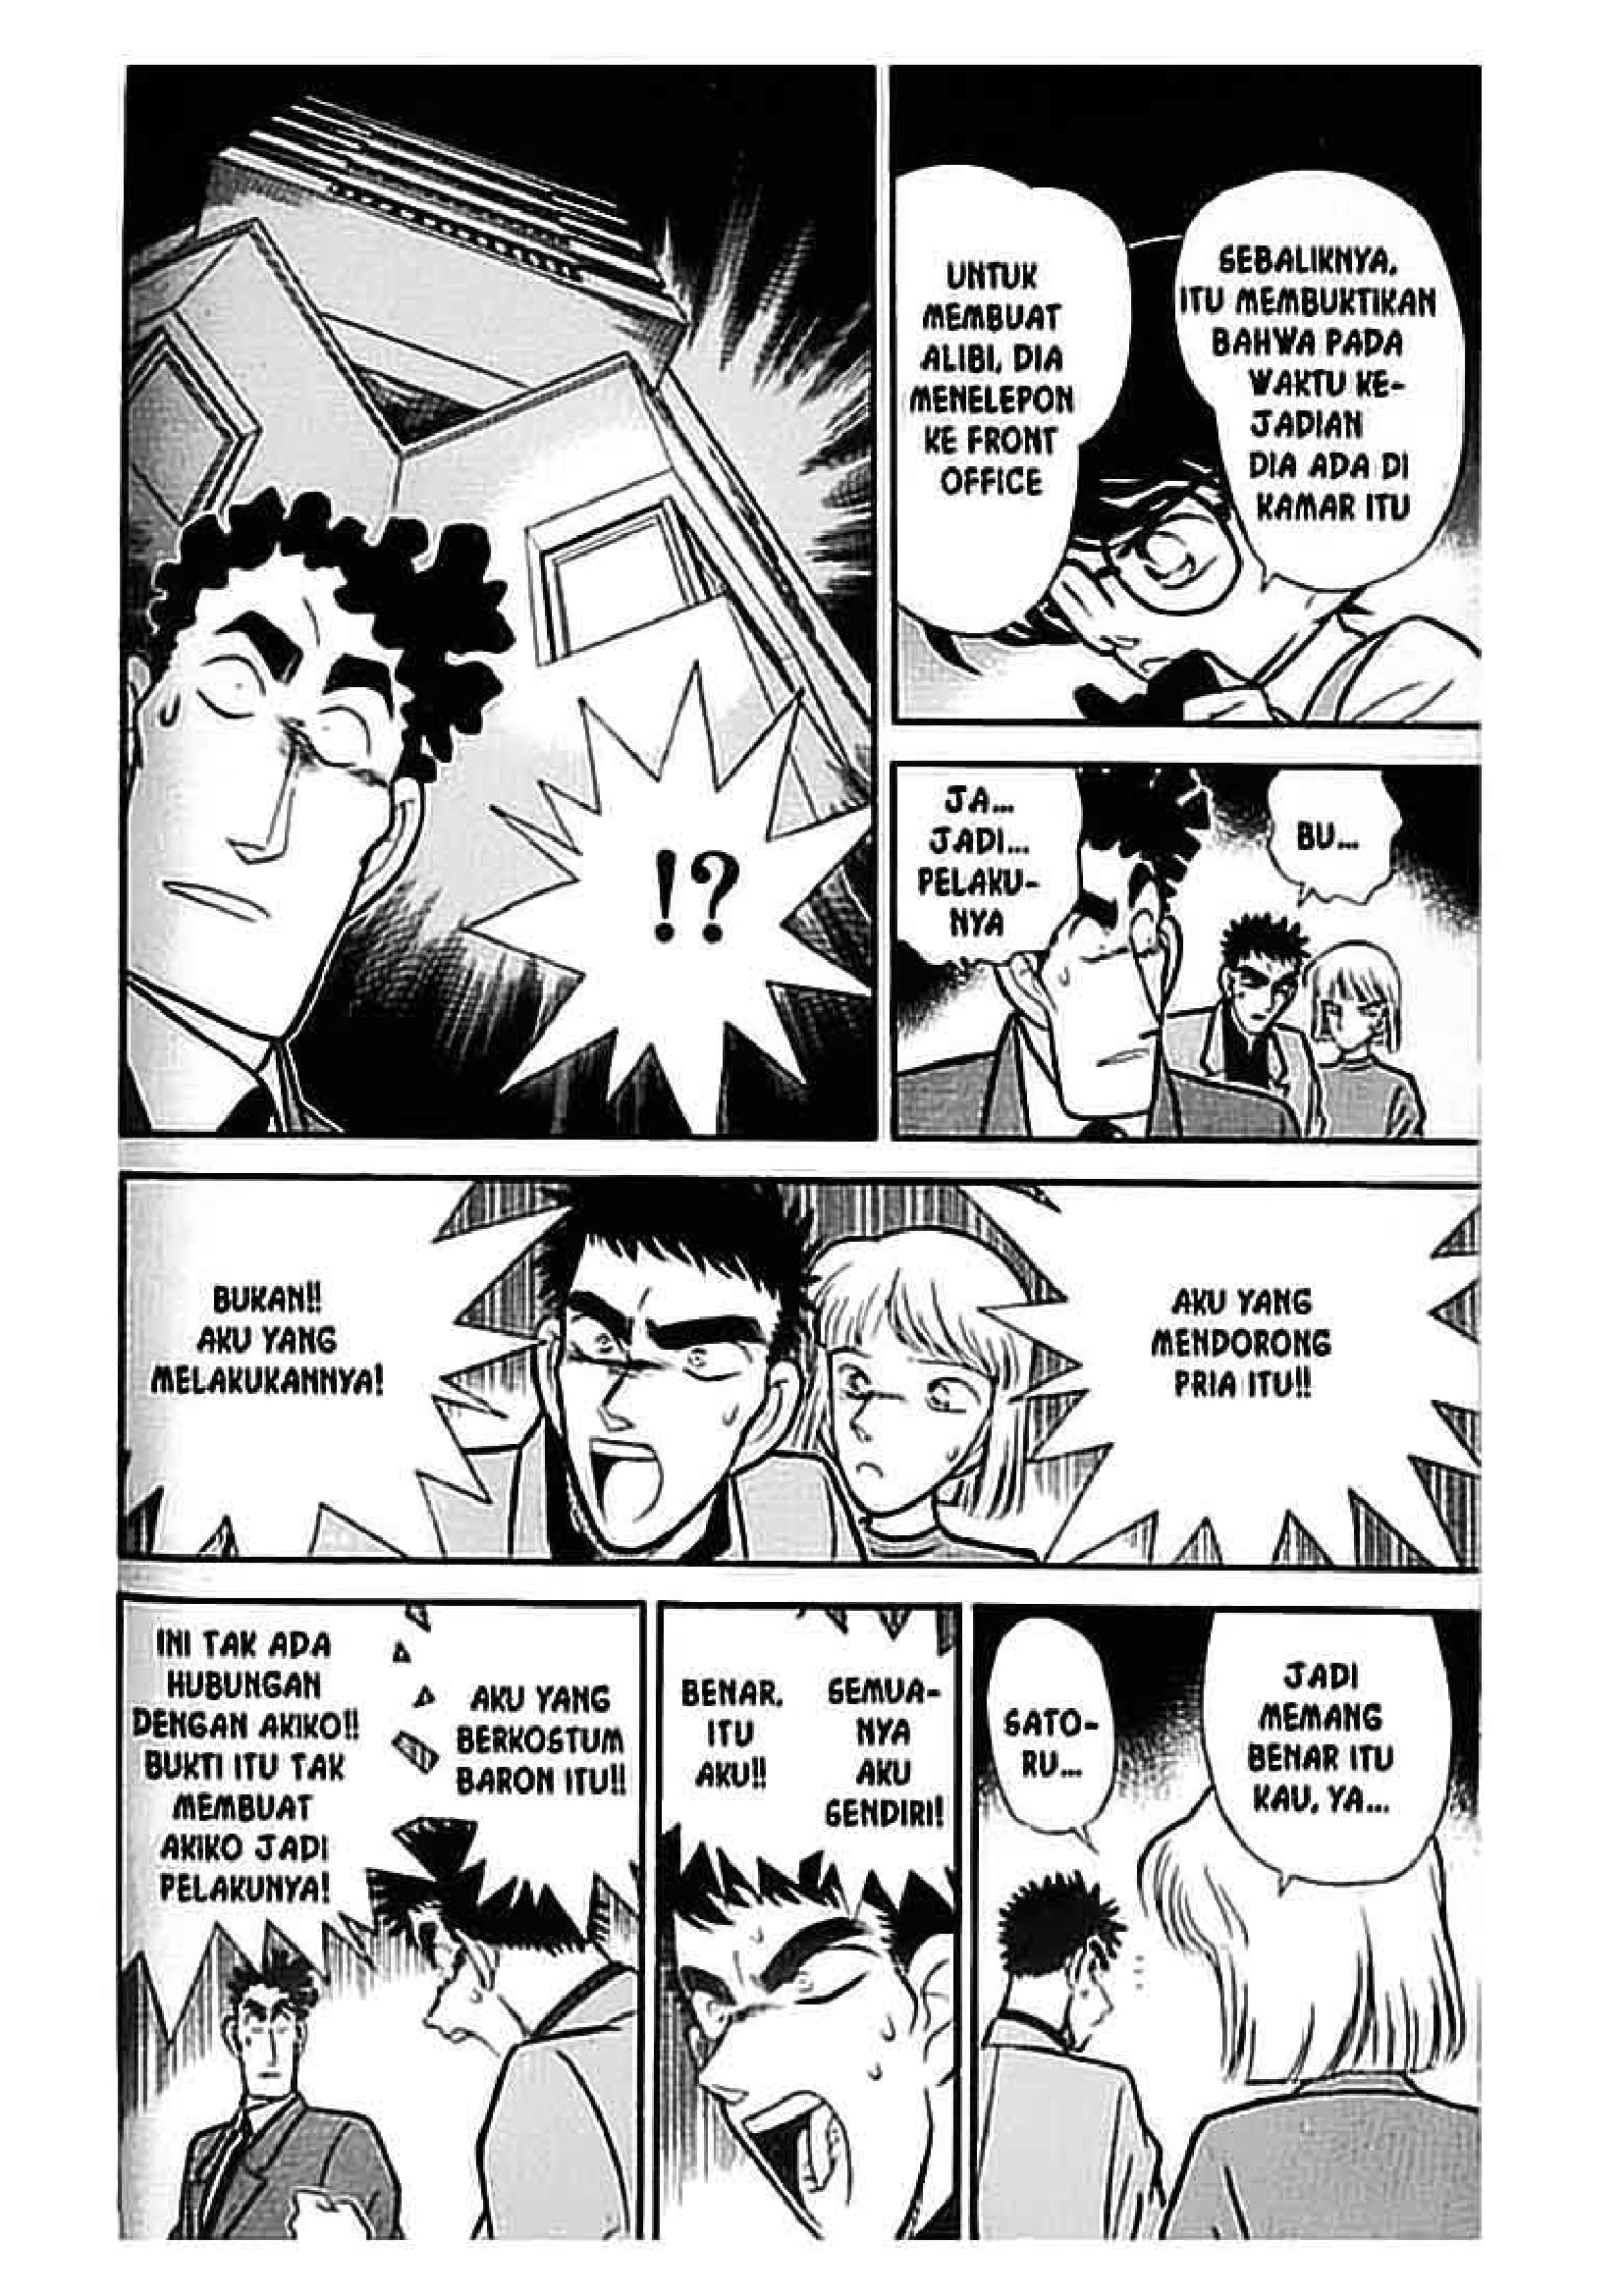 SEBALIKNYA,
ITU MEMBUKTIKAN
BAHWA PADA
WAKTU KE-
JADIAN
DIA ADA DI
KAMAR ITU
UNTUK
MEMBUAT
ALIBI, DIA
MENELEPON
KE FRONT
OFFICE
BU...
JA...
JADI...
PELAKU-
NYA
!?
AKU YANG
MENDORONG
PRIA ITU!!
BUKAN!!
AKU YANG
MELAKUKANNYA!
JADI
MEMANG
BENAR ITU
KAU, YA...
SATO-
RU...
SEMUA-
NYA
AKU
SENDIRI!
BENAR,
ITU
AKU!!
AKU YANG
BERKOSTUM
BARON ITU!!
INI TAK ADA
HUBUNGAN
DENGAN AKIKO!!
BUKTI ITU TAK
MEMBUAT
AKIKO JADI
PELAKUNYA!